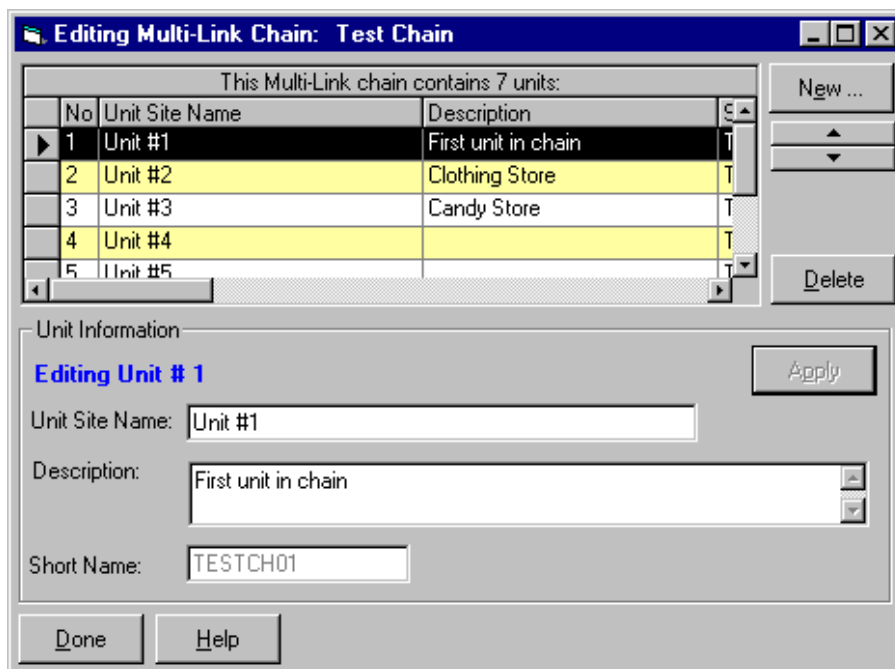 Editing Multi-Link Chain: Test Chain
This Multi-Link chain contains 7 units:
New ...
No Unit Site Name Description S
1 Unit #1 First unit in chain T
2 Unit #2 Clothing Store T
3 Unit #3 Candy Store T
4 Unit #4 T
5 Unit #5 T
Delete
Unit Information
Editing Unit # 1
Apply
Unit Site Name: Unit #1
Description: First unit in chain
Short Name: TESTCH01
Done Help